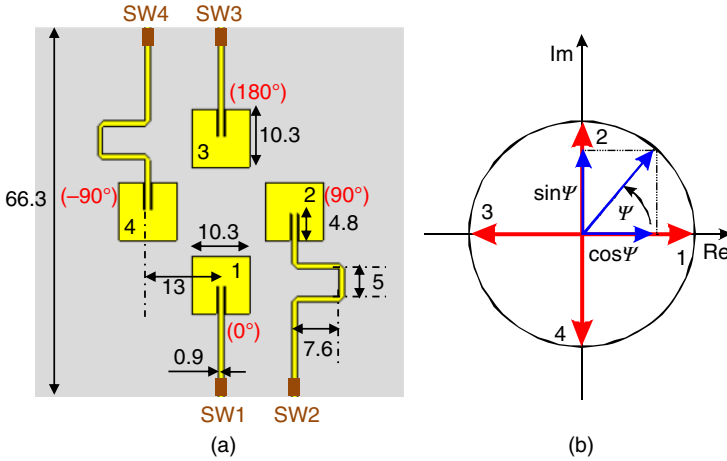 SW4 SW3
(180°)
3
10.3
66.3
(–90°)
4
2 (90°)
4.8
10.3
1
13
5
(0°)
7.6
0.9
SW1 SW2
(a)
Im
2
sinΨ
Ψ
3
cosΨ
1
Re
4
(b)